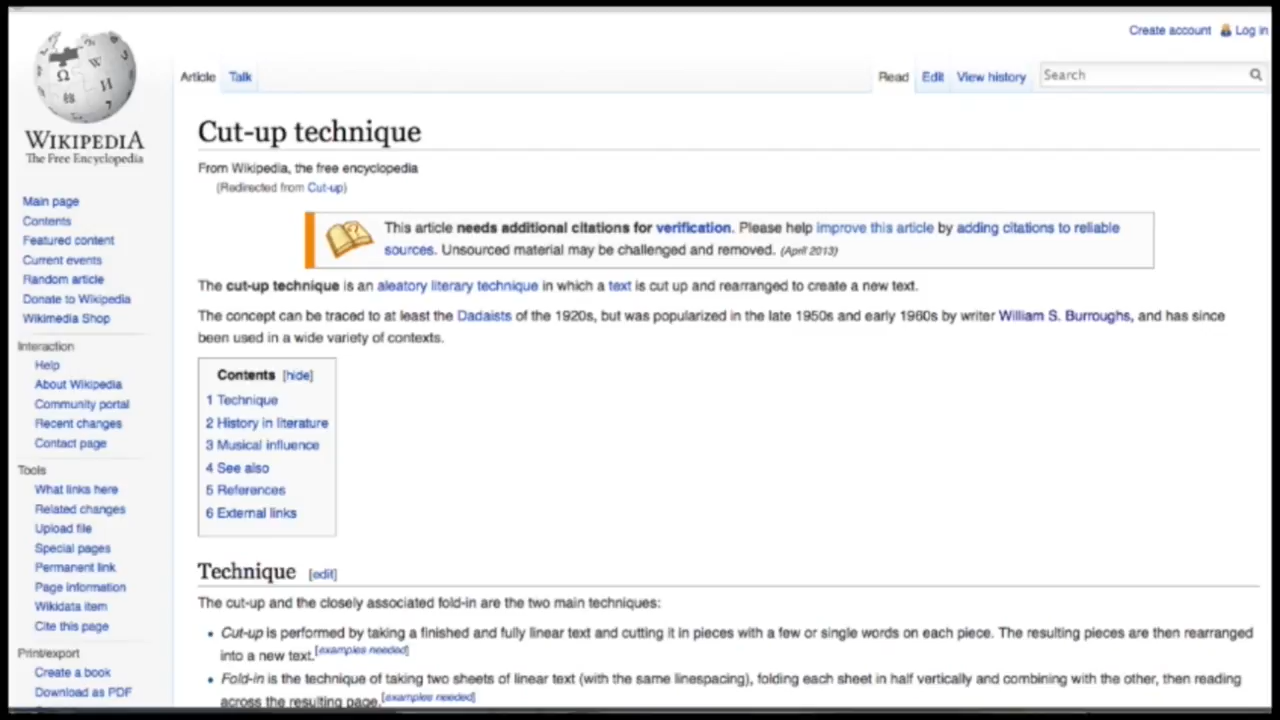 Create account Log in
Article Talk Read Edit View history Search
WIKIPEDIA
The Free Encyclopedia
Main page
Contents
Featured content
Current events
Random article
Donate to Wikipedia
Wikimedia Shop
Interaction
Help
About Wikipedia
Community portal
Recent changes
Contact page
Tools
What links here
Related changes
Upload file
Special pages
Permanent link
Page information
Wikidata item
Cite this page
Print/export
Create a book
Download as PDF
Cut-up technique
From Wikipedia, the free encyclopedia
(Redirected from Cut-up)
This article needs additional citations for verification. Please help improve this article by adding citations to reliable
sources. Unsourced material may be challenged and removed. (April 2013)
The cut-up technique is an aleatory literary technique in which a text is cut up and rearranged to create a new text.
The concept can be traced to at least the Dadaists of the 1920s, but was popularized in the late 1950s and early 1960s by writer William S. Burroughs, and has since
been used in a wide variety of contexts.
Contents [hide]
1 Technique
2 History in literature
3 Musical influence
4 See also
5 References
6 External links
Technique [edit]
The cut-up and the closely associated fold-in are the two main techniques:
• Cut-up is performed by taking a finished and fully linear text and cutting it in pieces with a few or single words on each piece. The resulting pieces are then rearranged
into a new text.[examples needed]
• Fold-in is the technique of taking two sheets of linear text (with the same linespacing), folding each sheet in half vertically and combining with the other, then reading
across the resulting page.[examples needed]